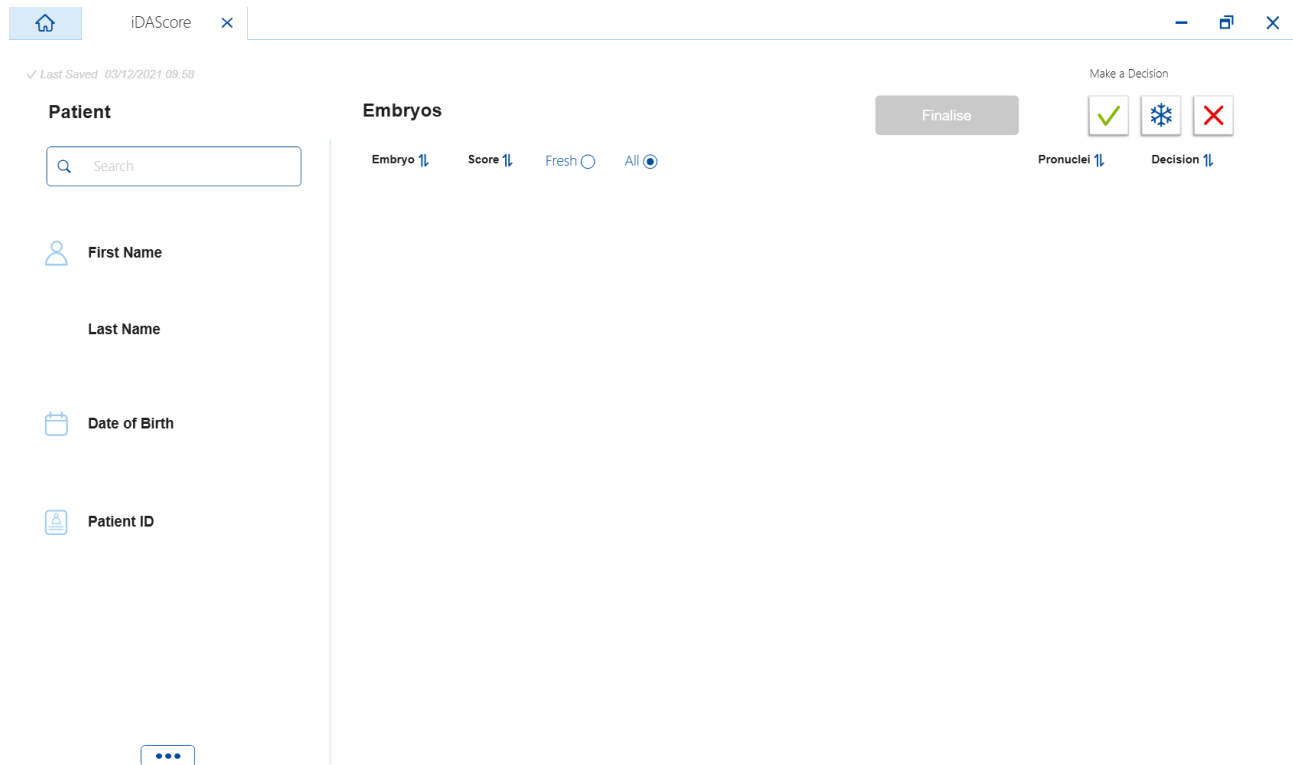 iDAScore
Last Saved 03/12/2021 09:58
Make a Decision
Patient
Embryos
Finalise
Search
Embryo Score Fresh All Pronuclei Decision
First Name
Last Name
Date of Birth
Patient ID